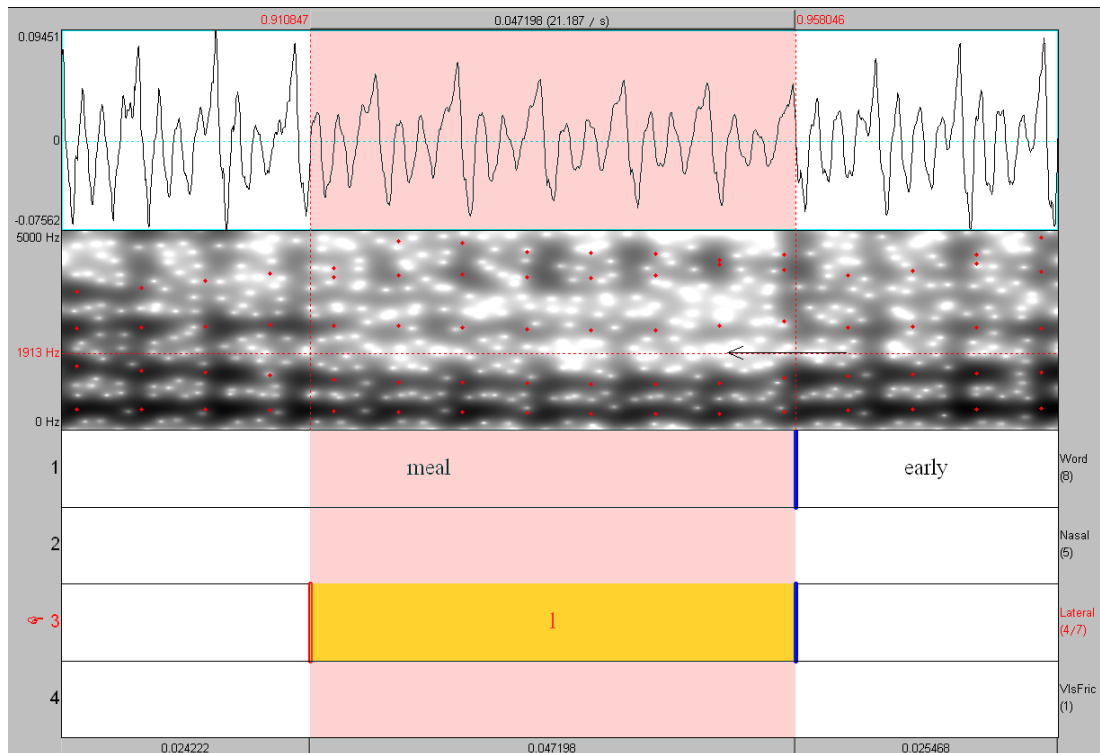 0.910847 0.047198 (21.187 / s) 0.958046
0.09451
0
-0.07562
5000 Hz
1913 Hz
0 Hz
1 meal early Word (8)
2 Nasal (5)
3 l Lateral (4/7)
4 VlsFric (1)
0.024222 0.047198 0.025468